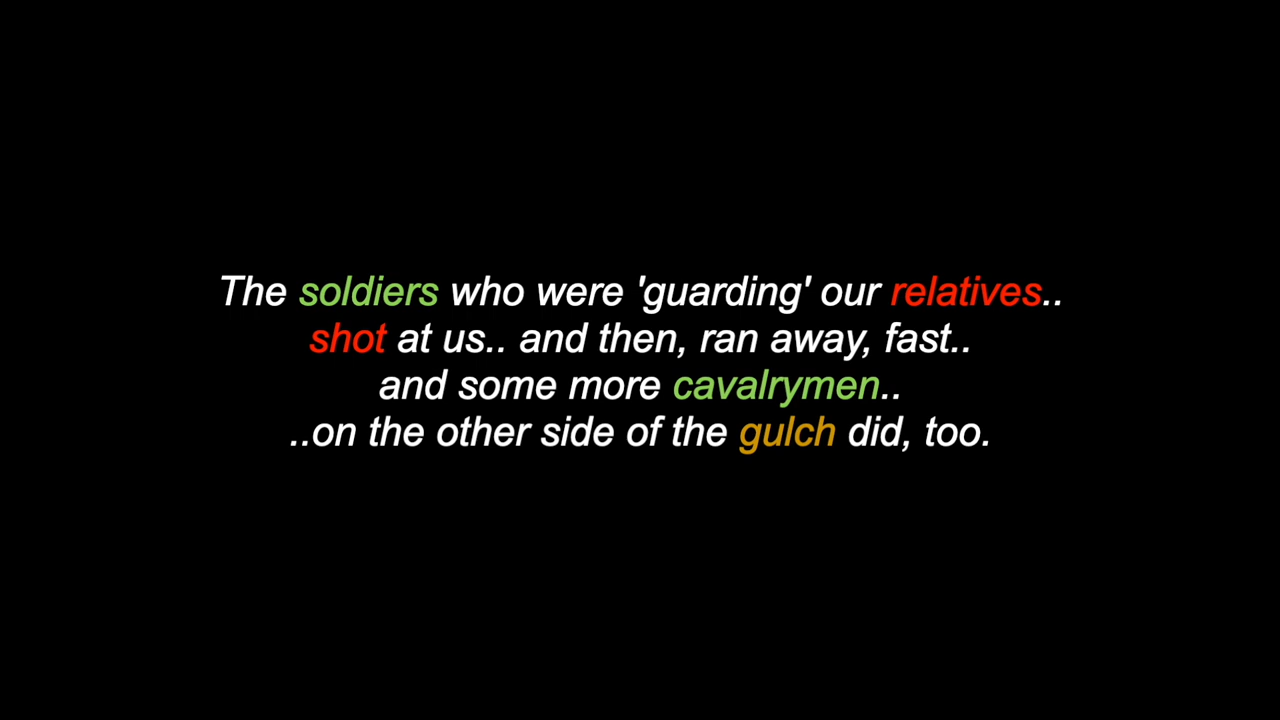 The soldiers who were 'guarding' our relatives..
shot at us.. and then, ran away, fast..
and some more cavalrymen..
..on the other side of the gulch did, too.